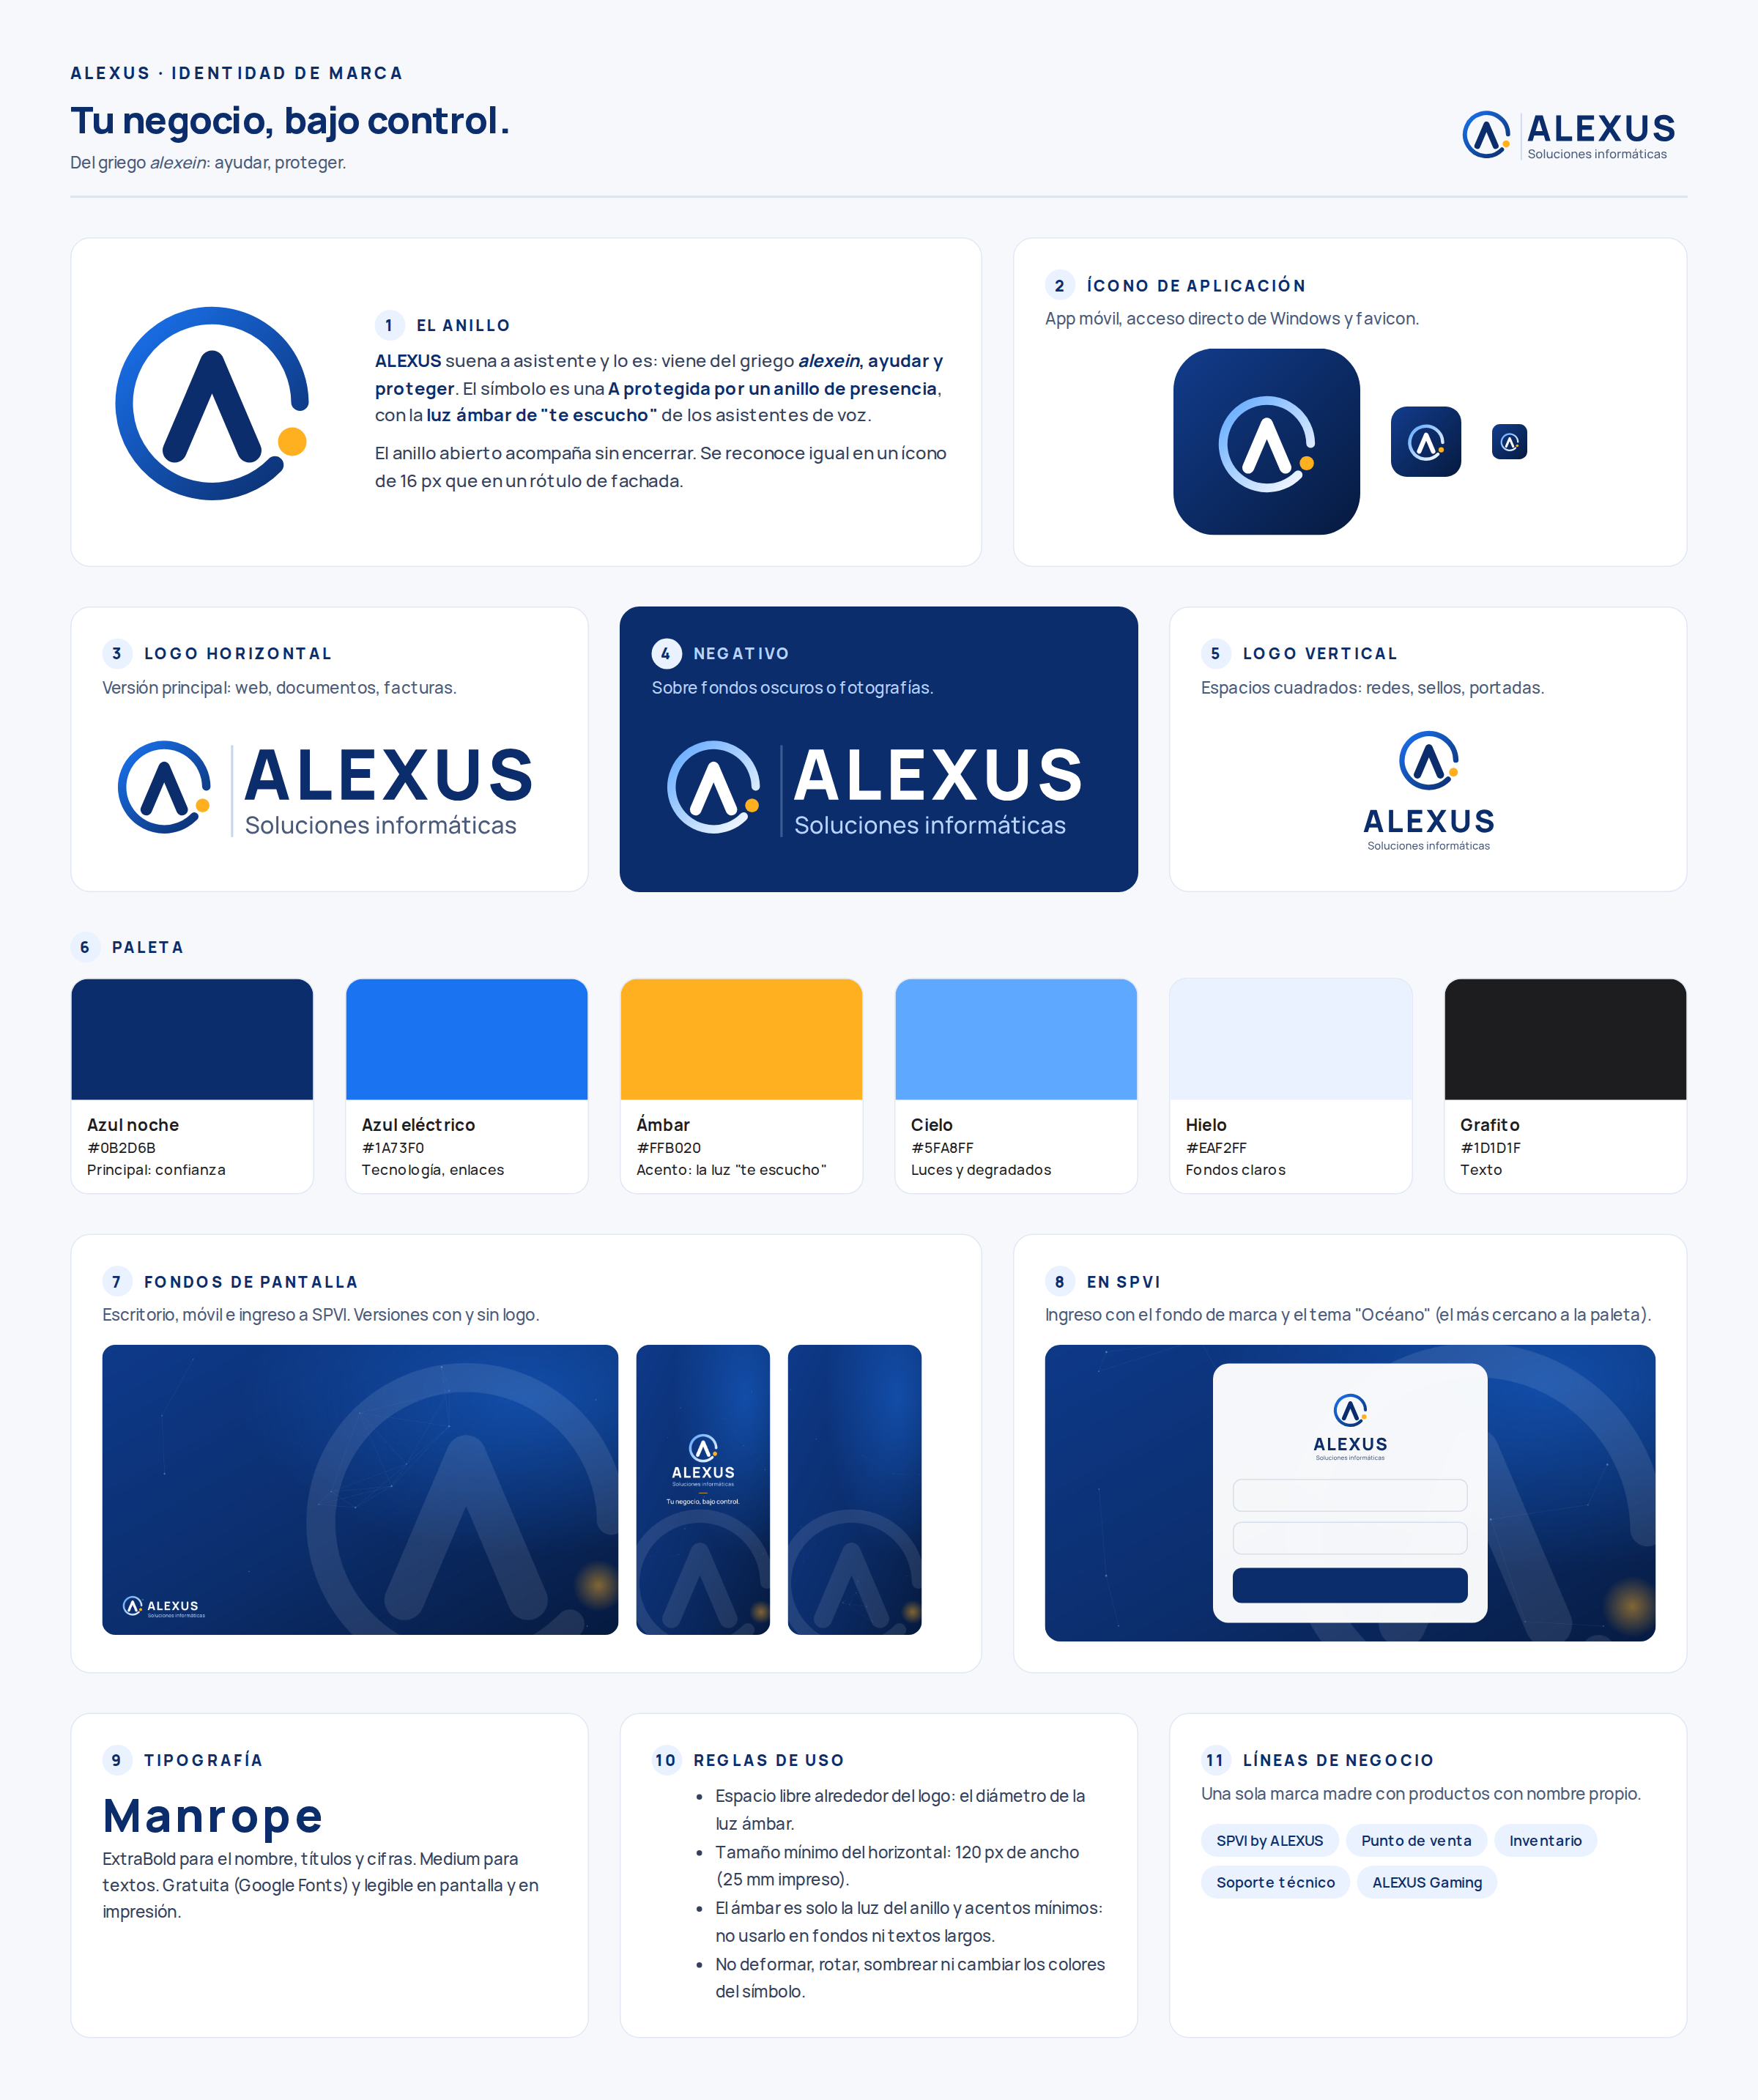 ALEXUS · IDENTIDAD DE MARCA
Tu negocio, bajo control.
Del griego alexein: ayudar, proteger.
ALEXUS
Soluciones informáticas
1 EL ANILLO
ALEXUS suena a asistente y lo es: viene del griego alexein, ayudar y
proteger. El símbolo es una A protegida por un anillo de presencia,
con la luz ámbar de "te escucho" de los asistentes de voz.
El anillo abierto acompaña sin encerrar. Se reconoce igual en un ícono
de 16 px que en un rótulo de fachada.
2 ÍCONO DE APLICACIÓN
App móvil, acceso directo de Windows y favicon.
3 LOGO HORIZONTAL
Versión principal: web, documentos, facturas.
ALEXUS
Soluciones informáticas
4 NEGATIVO
Sobre fondos oscuros o fotografías.
ALEXUS
Soluciones informáticas
5 LOGO VERTICAL
Espacios cuadrados: redes, sellos, portadas.
ALEXUS
Soluciones informáticas
6 PALETA
Azul noche
#0B2D6B
Principal: confianza
Azul eléctrico
#1A73F0
Tecnología, enlaces
Ámbar
#FFB020
Acento: la luz "te escucho"
Cielo
#5FA8FF
Luces y degradados
Hielo
#EAF2FF
Fondos claros
Grafito
#1D1D1F
Texto
7 FONDOS DE PANTALLA
Escritorio, móvil e ingreso a SPVI. Versiones con y sin logo.
ALEXUS
Soluciones informáticas
ALEXUS
Soluciones informáticas
Tu negocio, bajo control.
8 EN SPVI
Ingreso con el fondo de marca y el tema "Océano" (el más cercano a la paleta).
ALEXUS
Soluciones informáticas
9 TIPOGRAFÍA
Manrope
ExtraBold para el nombre, títulos y cifras. Medium para
textos. Gratuita (Google Fonts) y legible en pantalla y en
impresión.
10 REGLAS DE USO
• Espacio libre alrededor del logo: el diámetro de la
luz ámbar.
• Tamaño mínimo del horizontal: 120 px de ancho
(25 mm impreso).
• El ámbar es solo la luz del anillo y acentos mínimos:
no usarlo en fondos ni textos largos.
• No deformar, rotar, sombrear ni cambiar los colores
del símbolo.
11 LÍNEAS DE NEGOCIO
Una sola marca madre con productos con nombre propio.
SPVI by ALEXUS
Punto de venta
Inventario
Soporte técnico
ALEXUS Gaming